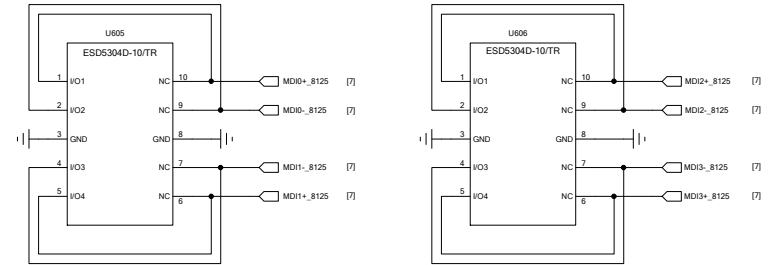 U605
ESD5304D-10/TR
1 I/O1 NC 10 MDI0+_8125 [7]
2 I/O2 NC 9 MDI0-_8125 [7]
3 GND GND 8
4 I/O3 NC 7 MDI1-_8125 [7]
5 I/O4 NC 6 MDI1+_8125 [7]
U606
ESD5304D-10/TR
1 I/O1 NC 10 MDI2+_8125 [7]
2 I/O2 NC 9 MDI2-_8125 [7]
3 GND GND 8
4 I/O3 NC 7 MDI3-_8125 [7]
5 I/O4 NC 6 MDI3+_8125 [7]